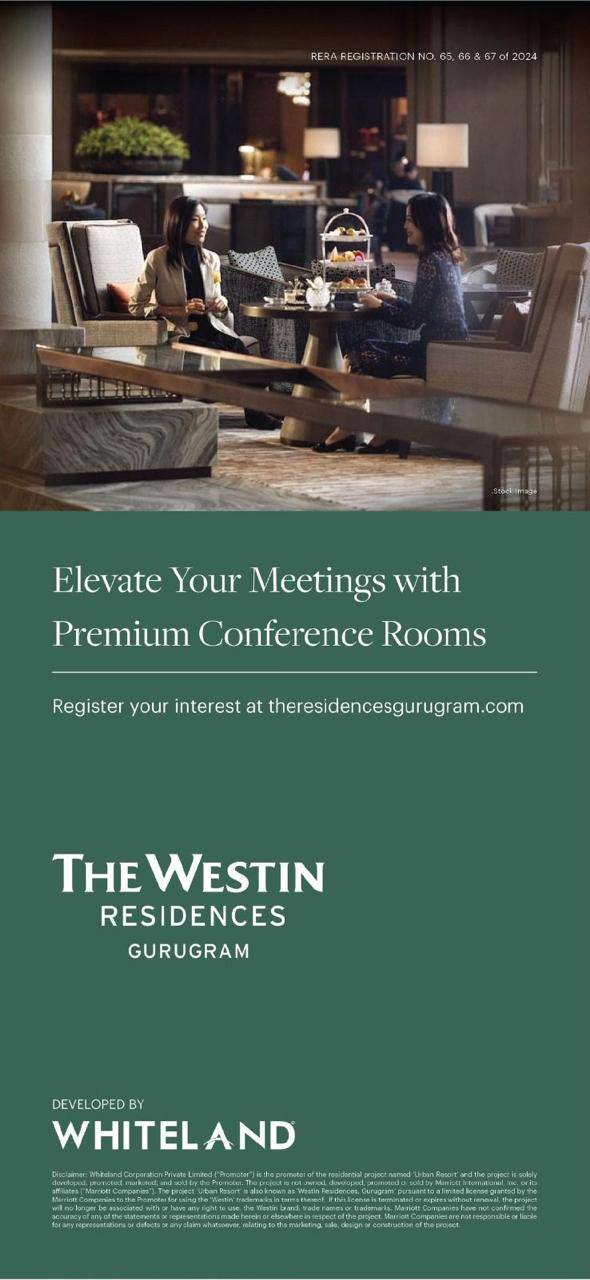 RERA REGISTRATION NO. 65, 66 & 67 of 2024
.Stock Image
Elevate Your Meetings with
Premium Conference Rooms
Register your interest at theresidencesgurugram.com
THE WESTIN
RESIDENCES
GURUGRAM
DEVELOPED BY
WHITELAND
Disclaimer: Whiteland Corporation Private Limited ("Promoter") is the promoter of the residential project named 'Urban Resort' and the project is solely
developed, promoted, marketed, and sold by the Promoter. The project is not owned, developed, promoted or sold by Marriott International, Inc. or its
affiliates ("Marriott Companies"). The project 'Urban Resort' is also known as 'Westin Residences, Gurugram' pursuant to a limited license granted by the
Marriott Companies to the Promoter for using the 'Westin' trademarks in terms thereof. If this license is terminated or expires without renewal, the project
will no longer be associated with or have any right to use, the Westin brand, trade names or trademarks. Marriott Companies have not confirmed the
accuracy of any of the statements or representations made herein or elsewhere in respect of the project. Marriott Companies are not responsible or liable
for any representations or defects or any claim whatsoever, relating to the marketing, sale, design or construction of the project.